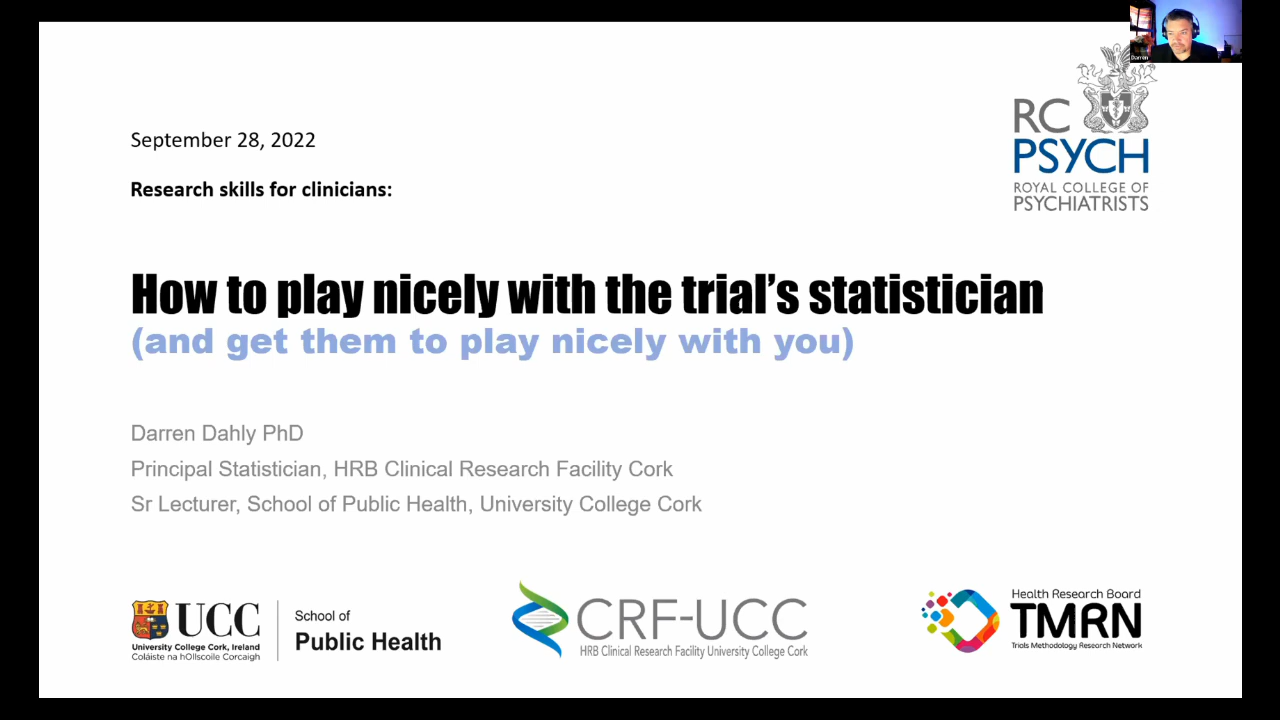 Darren
RC
PSYCH
ROYAL COLLEGE OF
PSYCHIATRISTS
September 28, 2022
Research skills for clinicians:
How to play nicely with the trial’s statistician
(and get them to play nicely with you)
Darren Dahly PhD
Principal Statistician, HRB Clinical Research Facility Cork
Sr Lecturer, School of Public Health, University College Cork
UCC
University College Cork, Ireland
Coláiste na hOllscoile Corcaigh
School of
Public Health
CRF-UCC
HRB Clinical Research Facility University College Cork
Health Research Board
TMRN
Trials Methodology Research Network